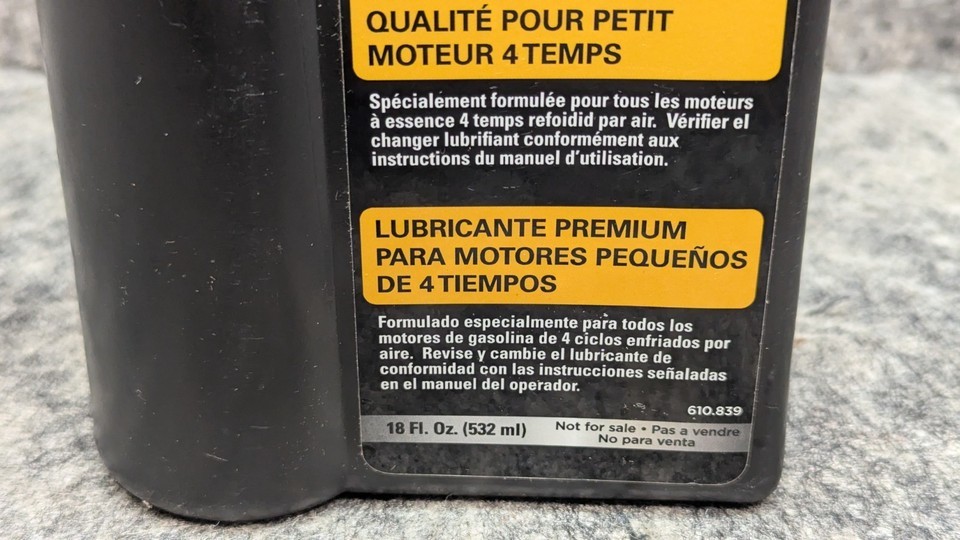 QUALITÉ POUR PETIT
MOTEUR 4 TEMPS
Spécialement formulée pour tous les moteurs
à essence 4 temps refoidid par air. Vérifier el
changer lubrifiant conformément aux
instructions du manuel d'utilisation.
LUBRICANTE PREMIUM
PARA MOTORES PEQUEÑOS
DE 4 TIEMPOS
Formulado especialmente para todos los
motores de gasolina de 4 ciclos enfriados por
aire. Revise y cambie el lubricante de
conformidad con las instrucciones señaladas
en el manuel del operador.
610.839
18 Fl. Oz. (532 ml)
Not for sale • Pas a vendre
No para venta